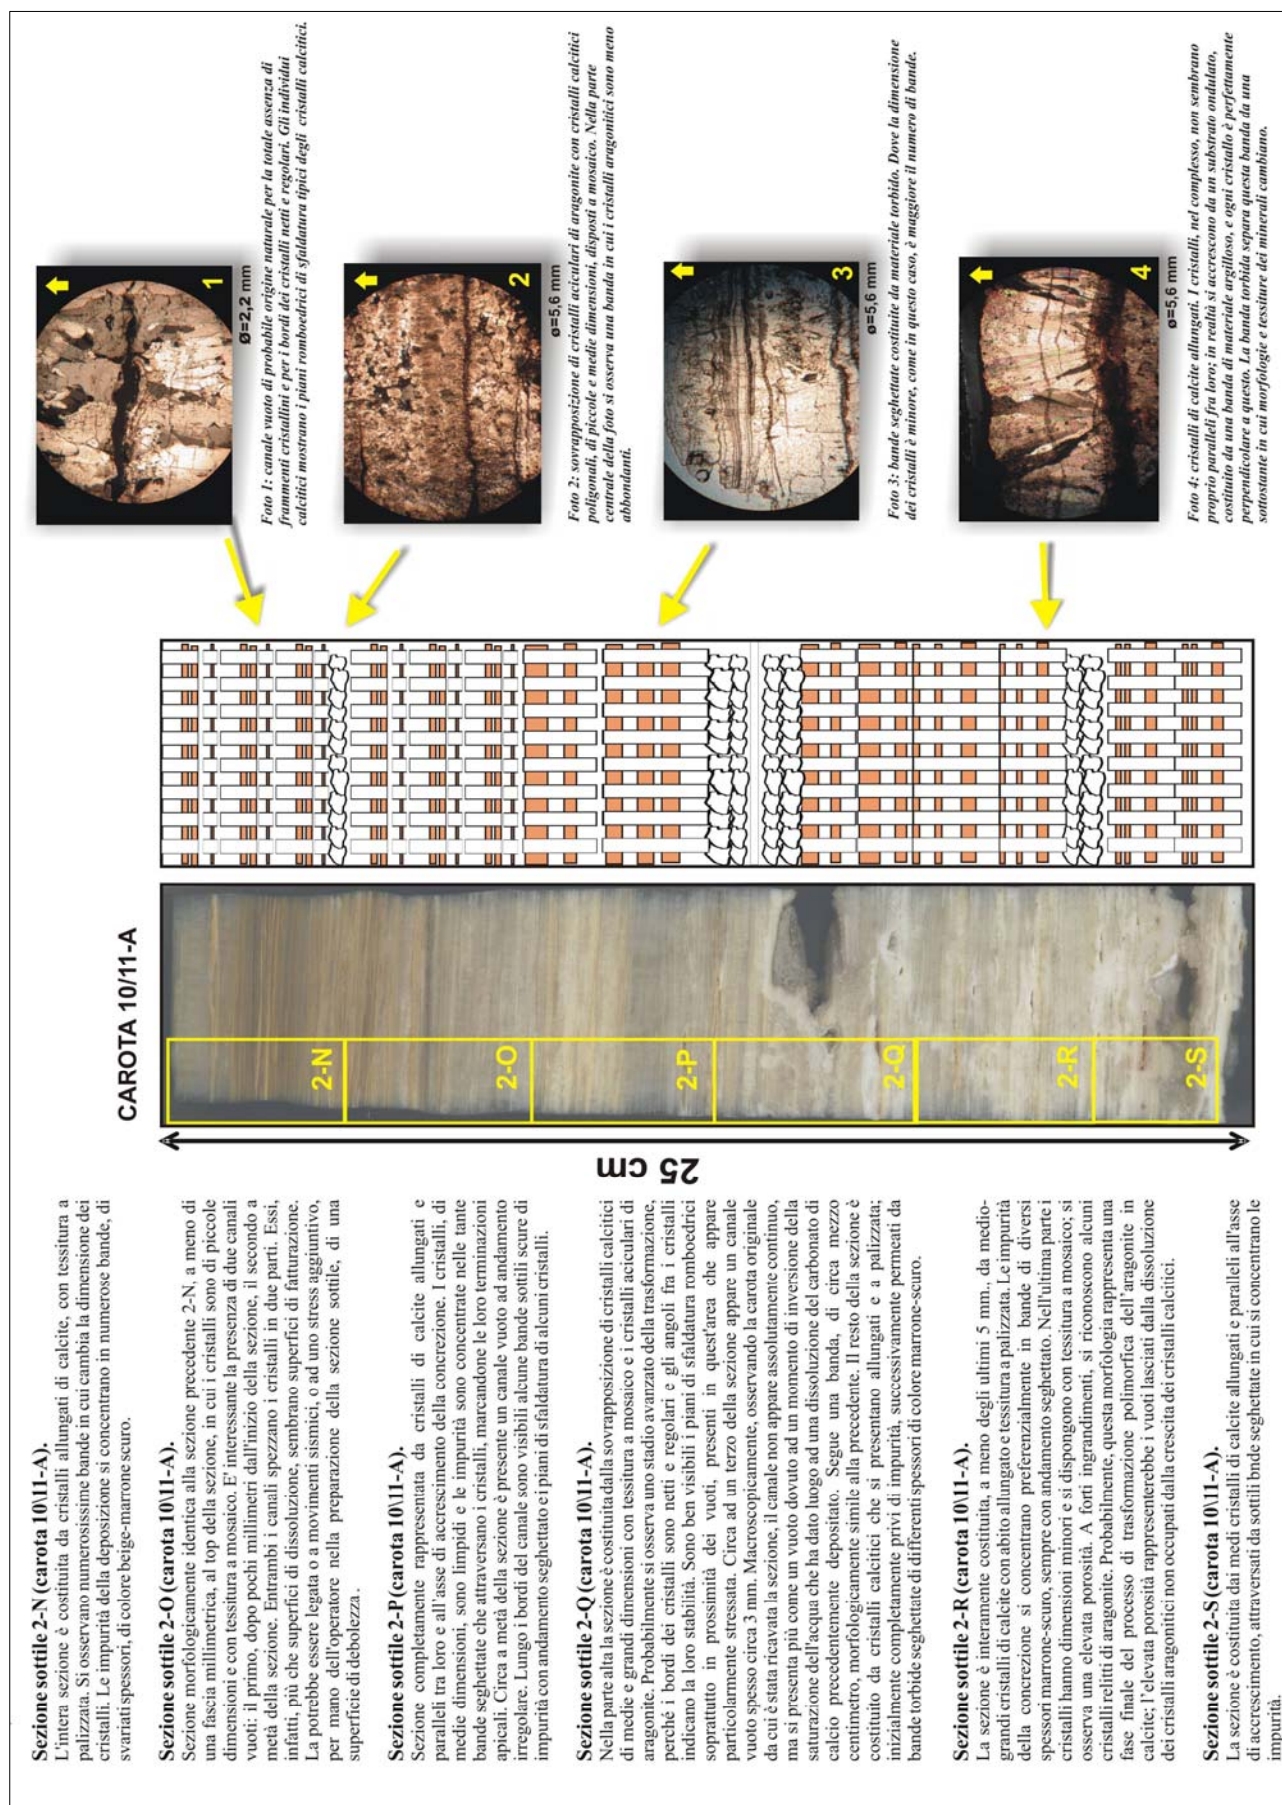 Sezione sottile 2-N (carota 10\11-A).
L'intera sezione è costituita da cristalli allungati di calcite, con tessitura a
palizzata. Si osservano numerosissime bande in cui cambia la dimensione dei
cristalli. Le impurità della deposizione si concentrano in numerose bande, di
svariati spessori, di colore beige-marrone scuro.
Sezione sottile 2-O (carota 10\11-A).
Sezione morfologicamente identica alla sezione precedente 2-N, a meno di
una fascia millimetrica, al top della sezione, in cui i cristalli sono di piccole
dimensioni e con tessitura a mosaico. E' interessante la presenza di due canali
vuoti: il primo, dopo pochi millimetri dall'inizio della sezione, il secondo a
metà della sezione. Entrambi i canali spezzano i cristalli in due parti. Essi,
infatti, più che superfici di dissoluzione, sembrano superfici di fatturazione.
La potrebbe essere legata o a movimenti sismici, o ad uno stress aggiuntivo,
per mano dell'operatore nella preparazione della sezione sottile, di una
superficie di debolezza .
Sezione sottile 2-P(carota 10\11-A).
Sezione completamente rappresentata da cristalli di calcite allungati e
paralleli tra loro e all'asse di accrescimento della concrezione. I cristalli, di
medie dimensioni, sono limpidi e le impurità sono concentrate nelle tante
bande seghettate che attraversano i cristalli, marcandone le loro terminazioni
apicali. Circa a metà della sezione è presente un canale vuoto ad andamento
irregolare. Lungo i bordi del canale sono visibili alcune bande sottili scure di
impurità con andamento seghettato e i piani di sfaldatura di alcuni cristalli.
Sezione sottile 2-Q (carota 10\11-A).
Nella parte alta la sezione è costituita dalla sovrapposizione di cristalli calcitici
di medie e grandi dimensioni con tessitura a mosaico e i cristalli aciculari di
aragonite. Probabilmente si osserva uno stadio avanzato della trasformazione,
perché i bordi dei cristalli sono netti e regolari e gli angoli fra i cristalli
indicano la loro stabilità. Sono ben visibili i piani di sfaldatura romboedrici
soprattutto in prossimità dei vuoti, presenti in quest'area che appare
particolarmente stressata. Circa ad un terzo della sezione appare un canale
vuoto spesso circa 3 mm. Macroscopicamente, osservando la carota originale
da cui è stata ricavata la sezione, il canale non appare assolutamente continuo,
ma si presenta più come un vuoto dovuto ad un momento di inversione della
saturazione dell'acqua che ha dato luogo ad una dissoluzione del carbonato di
calcio precedentemente depositato. Segue una banda, di circa mezzo
centimetro, morfologicamente simile alla precedente. Il resto della sezione è
costituito da cristalli calcitici che si presentano allungati e a palizzata;
inizialmente completamente privi di impurità, successivamente permeati da
bande torbide seghettate di differenti spessori di colore marrone-scuro.
Sezione sottile 2-R (carota 10\11-A).
La sezione è interamente costituita, a meno degli ultimi 5 mm., da medio-
grandi cristalli di calcite con abito allungato e tessitura a palizzata. Le impurità
della concrezione si concentrano preferenzialmente in bande di diversi
spessori marrone-scuro, sempre con andamento seghettato. Nell'ultima parte i
cristalli hanno dimensioni minori e si dispongono con tessitura a mosaico; si
osserva una elevata porosità. A forti ingrandimenti, si riconoscono alcuni
cristalli relitti di aragonite. Probabilmente, questa morfologia rappresenta una
fase finale del processo di trasformazione polimorfica dell'aragonite in
calcite; l'elevata porosità rappresenterebbe i vuoti lasciati dalla dissoluzione
dei cristalli aragonitici non occupati dalla crescita dei cristalli calcitici.
Sezione sottile 2-S (carota 10\11-A).
La sezione è costituita dai medi cristalli di calcite allungati e paralleli all'asse
di accrescimento, attraversati da sottili bnde seghettate in cui si concentrano le
impurità.
CAROTA 10/11-A
25 cm
2-N
2-O
2-P
2-Q
2-R
2-S
1
ø=2,2 mm
Foto 1: canale vuoto di probabile origine naturale per la totale assenza di
frammenti cristallini e per i bordi dei cristalli netti e regolari. Gli individui
calcitici mostrano i piani romboedrici di sfaldatura tipici degli cristalli calcitici.
2
ø=5,6 mm
Foto 2: sovrapposizione di cristalli aciculari di aragonite con cristalli calcitici
poligonali, di piccole e medie dimensioni, disposti a mosaico. Nella parte
centrale della foto si osserva una banda in cui i cristalli aragonitici sono meno
abbondanti.
3
ø=5,6 mm
Foto 3: bande seghettate costituite da materiale torbido. Dove la dimensione
dei cristalli è minore, come in questo caso, è maggiore il numero di bande.
4
ø=5,6 mm
Foto 4: cristalli di calcite allungati. I cristalli, nel complesso, non sembrano
proprio paralleli fra loro; in realtà si accrescono da un substrato ondulato,
costituito da una banda di materiale argilloso, e ogni cristallo è perfettamente
perpendicolare a questo. La banda torbida separa questa banda da una
sottostante in cui morfologie e tessiture dei minerali cambiano.